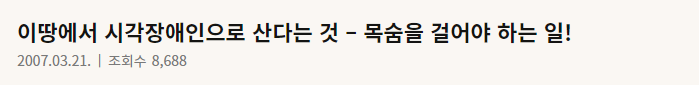 이땅에서 시각장애인으로 산다는 것 – 목숨을 걸어야 하는 일!
2007.03.21. | 조회수 8,688